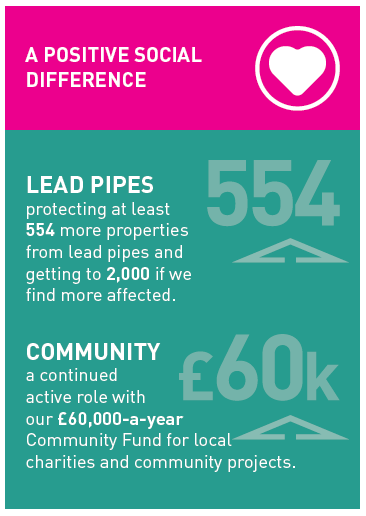 A POSITIVE SOCIAL
DIFFERENCE
554
LEAD PIPES
protecting at least
554 more properties
from lead pipes and
getting to 2,000 if we
find more affected.
£60k
COMMUNITY
a continued
active role with
our £60,000-a-year
Community Fund for local
charities and community projects.